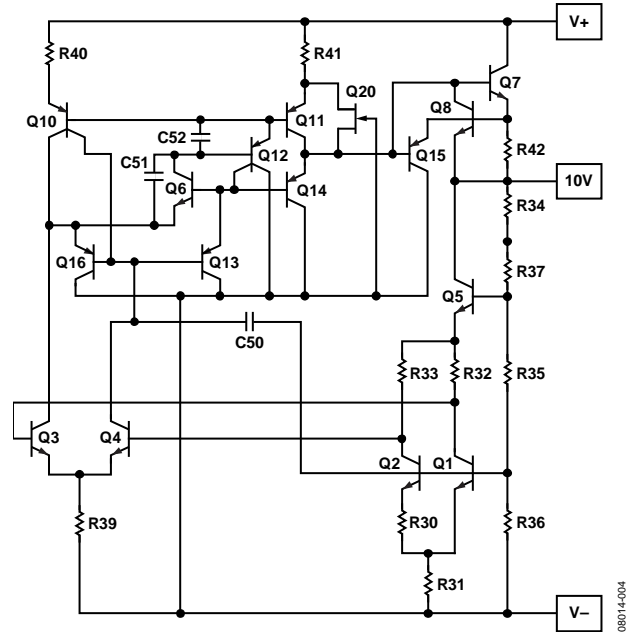 V+
R40
R41
Q20
Q7
Q10
Q8
Q11
C52
Q12
Q15
R42
C51
Q6
Q14
10V
R34
Q16
Q13
R37
Q5
C50
R33
R32
R35
Q3
Q4
Q2
Q1
R39
R30
R36
R31
V–
08014-004